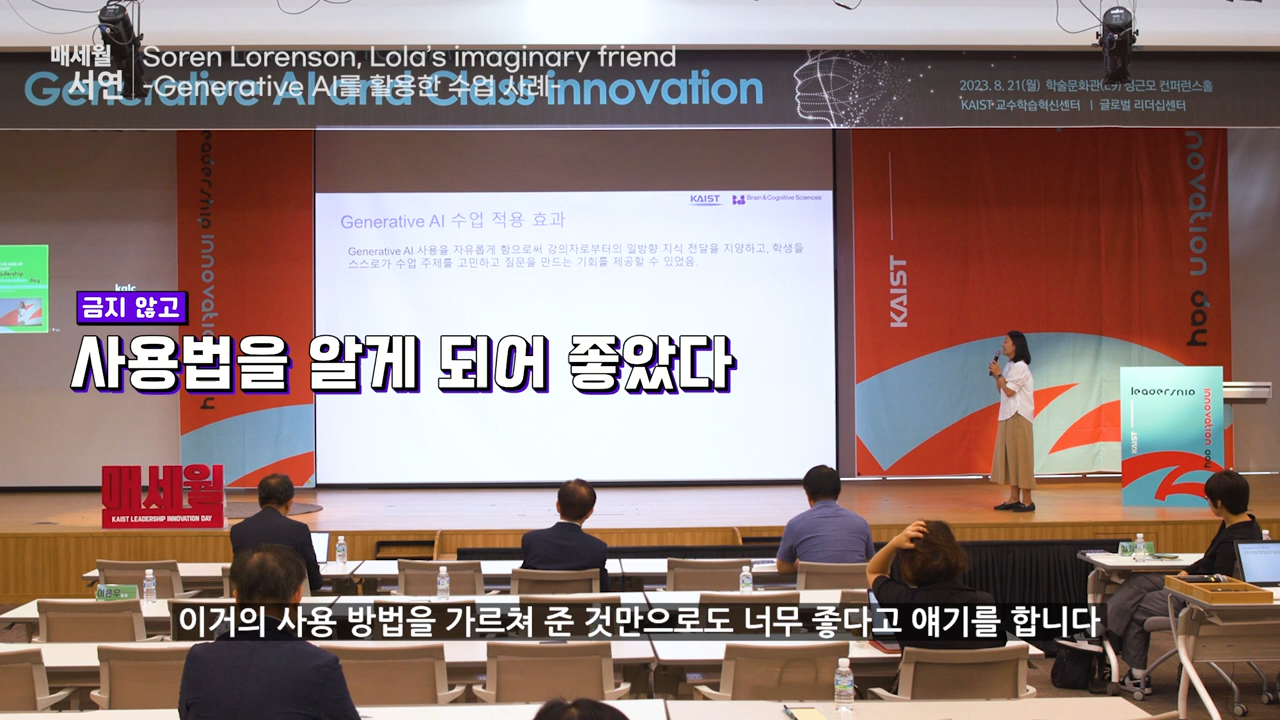 매세월
서연
Soren Lorenson, Lola's imaginary friend
-Generative AI를 활용한 수업 사례-
Generative AI and Class innovation
2023. 8. 21(월) 학술문화관(E9) 정근모 컨퍼런스홀
KAIST 교수학습혁신센터 | 글로벌 리더십센터
leadership innovation day
KAIST
innovation day
KAIST
Brain & Cognitive Sciences
Generative AI 수업 적용 효과
Generative AI 사용을 자유롭게 함으로써 강의자로부터의 일방향 지식 전달을 지양하고, 학생들
스스로가 수업 주제를 고민하고 질문을 만드는 기회를 제공할 수 있었음.
금지 않고
사용법을 알게 되어 좋았다
leadership
KAIST
innovation day
매세월
KAIST LEADERSHIP INNOVATION DAY
이거의 사용 방법을 가르쳐 준 것만으로도 너무 좋다고 얘기를 합니다